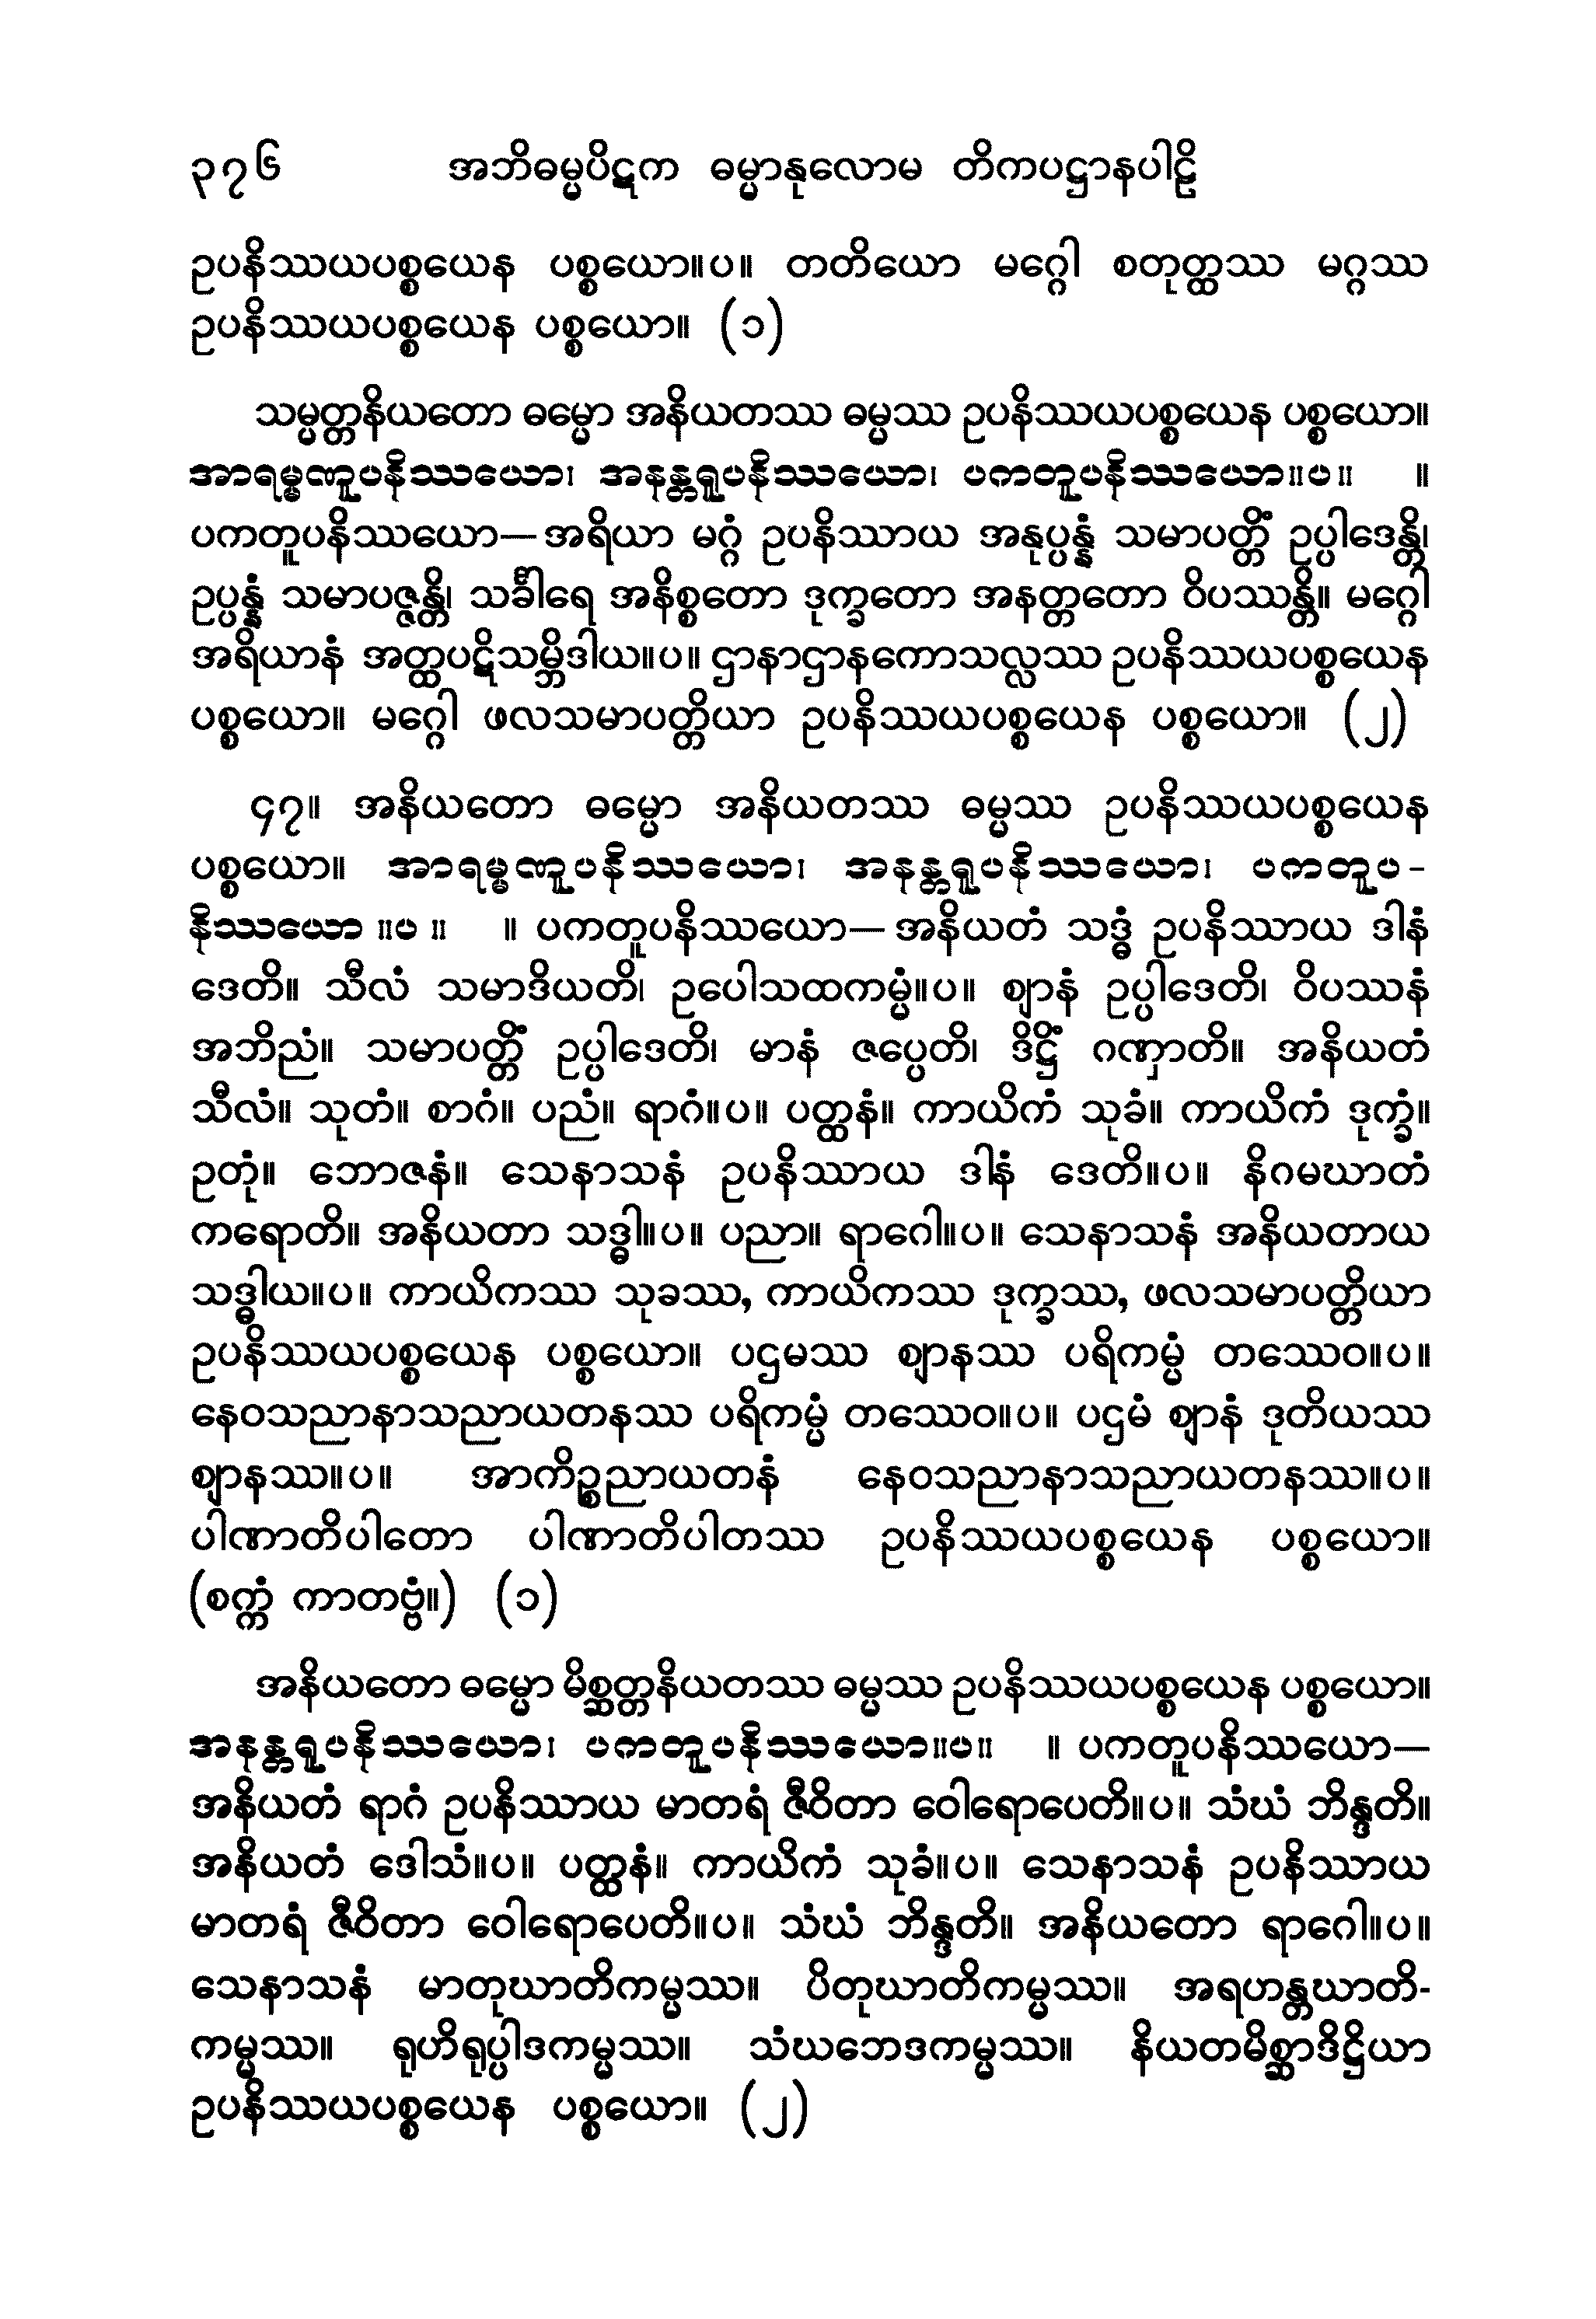 ၃၇၆ အဘိဓမ္မပိဋက ဓမ္မာနုလောမ တိကပဋ္ဌာနပါဠိ
ဥပနိဿယပစ္စယေန ပစ္စယော။ပ။ တတိယော မဂ္ဂေါ စတုတ္ထဿ မဂ္ဂဿ
ဥပနိဿယပစ္စယေန ပစ္စယော။ (၁)
သမ္မတ္တနိယတော ဓမ္မော အနိယတဿ ဓမ္မဿ ဥပနိဿယပစ္စယေန ပစ္စယော။
အာရမ္မဏူပနိဿယော၊ အနန္တရူပနိဿယော၊ ပကတူပနိဿယော။ပ။ ။
ပကတူပနိဿယော—အရိယာ မဂ္ဂံ ဥပနိဿာယ အနုပ္ပန္နံ သမာပတ္တိံ ဥပ္ပါဒေန္တိ၊
ဥပ္ပန္နံ သမာပဇ္ဇန္တိ၊ သင်္ခါရေ အနိစ္စတော ဒုက္ခတော အနတ္တတော ဝိပဿန္တိ။ မဂ္ဂေါ
အရိယာနံ အတ္ထပဋိသမ္ဘိဒါယ။ပ။ ဌာနာဌာနကောသလ္လဿ ဥပနိဿယပစ္စယေန
ပစ္စယော။ မဂ္ဂေါ ဖလသမာပတ္တိယာ ဥပနိဿယပစ္စယေန ပစ္စယော။ (၂)
၄၇။ အနိယတော ဓမ္မော အနိယတဿ ဓမ္မဿ ဥပနိဿယပစ္စယေန
ပစ္စယော။ အာရမ္မဏူပနိဿယော၊ အနန္တရူပနိဿယော၊ ပကတူပ-
နိဿယော ။ပ။ ။ ပကတူပနိဿယော—အနိယတံ သဒ္ဓံ ဥပနိဿာယ ဒါနံ
ဒေတိ။ သီလံ သမာဒိယတိ၊ ဥပေါသထကမ္မံ။ပ။ ဈာနံ ဥပ္ပါဒေတိ၊ ဝိပဿနံ
အဘိညံ။ သမာပတ္တိံ ဥပ္ပါဒေတိ၊ မာနံ ဇပ္ပေတိ၊ ဒိဋ္ဌိံ ဂဏှာတိ။ အနိယတံ
သီလံ။ သုတံ။ စာဂံ။ ပညံ။ ရာဂံ။ပ။ ပတ္ထနံ။ ကာယိကံ သုခံ။ ကာယိကံ ဒုက္ခံ။
ဥတုံ။ ဘောဇနံ။ သေနာသနံ ဥပနိဿာယ ဒါနံ ဒေတိ။ပ။ နိဂမဃာတံ
ကရောတိ။ အနိယတာ သဒ္ဓါ။ပ။ ပညာ။ ရာဂေါ။ပ။ သေနာသနံ အနိယတာယ
သဒ္ဓါယ။ပ။ ကာယိကဿ သုခဿ, ကာယိကဿ ဒုက္ခဿ, ဖလသမာပတ္တိယာ
ဥပနိဿယပစ္စယေန ပစ္စယော။ ပဌမဿ ဈာနဿ ပရိကမ္မံ တဿေဝ။ပ။
နေဝသညာနာသညာယတနဿ ပရိကမ္မံ တဿေဝ။ပ။ ပဌမံ ဈာနံ ဒုတိယဿ
ဈာနဿ။ပ။ အာကိဉ္စညာယတနံ နေဝသညာနာသညာယတနဿ။ပ။
ပါဏာတိပါတော ပါဏာတိပါတဿ ဥပနိဿယပစ္စယေန ပစ္စယော။
(စက္ကံ ကာတဗ္ဗံ။) (၁)
အနိယတော ဓမ္မော မိစ္ဆတ္တနိယတဿ ဓမ္မဿ ဥပနိဿယပစ္စယေန ပစ္စယော။
အနန္တရူပနိဿယော၊ ပကတူပနိဿယော။ပ။ ။ ပကတူပနိဿယော—
အနိယတံ ရာဂံ ဥပနိဿာယ မာတရံ ဇီဝိတာ ဝေါရောပေတိ။ပ။ သံဃံ ဘိန္ဒတိ။
အနိယတံ ဒေါသံ။ပ။ ပတ္ထနံ။ ကာယိကံ သုခံ။ပ။ သေနာသနံ ဥပနိဿာယ
မာတရံ ဇီဝိတာ ဝေါရောပေတိ။ပ။ သံဃံ ဘိန္ဒတိ။ အနိယတော ရာဂေါ။ပ။
သေနာသနံ မာတုဃာတိကမ္မဿ။ ပိတုဃာတိကမ္မဿ။ အရဟန္တဃာတိ-
ကမ္မဿ။ ရုဟိရုပ္ပါဒကမ္မဿ။ သံဃဘေဒကမ္မဿ။ နိယတမိစ္ဆာဒိဋ္ဌိယာ
ဥပနိဿယပစ္စယေန ပစ္စယော။ (၂)